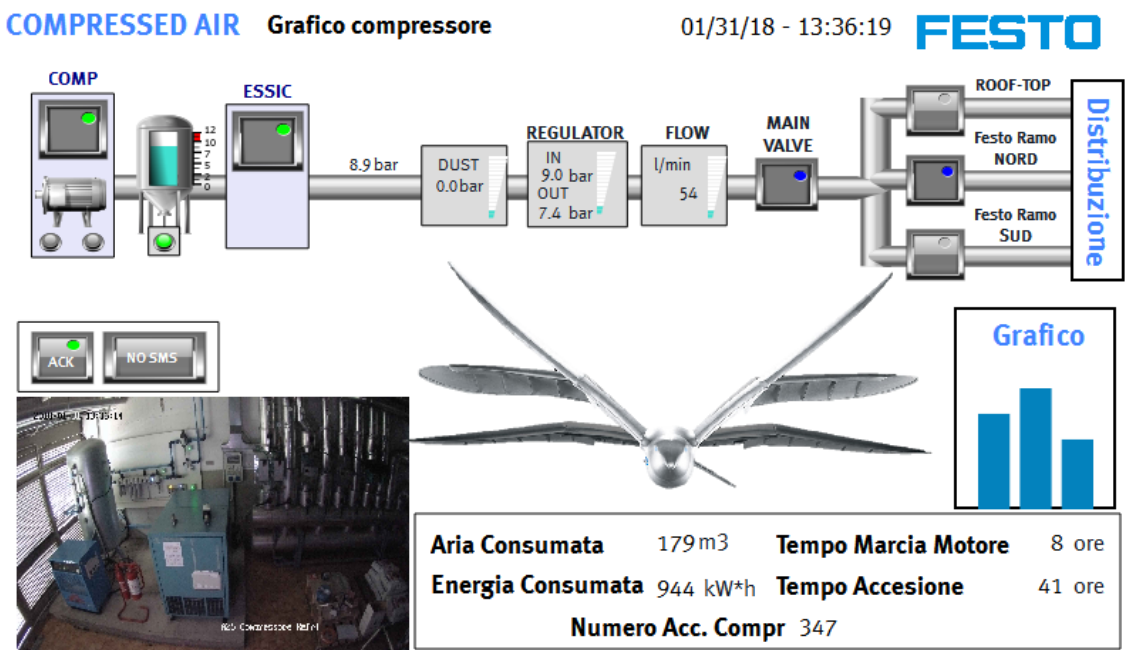 COMPRESSED AIR Grafico compressore 01/31/18 - 13:36:19 FESTO
COMP
ESSIC
12
10
7
5
2
0
8.9 bar
DUST
0.0bar
REGULATOR
IN
9.0 bar
OUT
7.4 bar
FLOW
l/min
54
MAIN
VALVE
ROOF-TOP
Festo Ramo
NORD
Festo Ramo
SUD
Distribuzione
ACK
NO SMS
Grafico
Aria Consumata 179 m3 Tempo Marcia Motore 8 ore
Energia Consumata 944 kW*h Tempo Accesione 41 ore
Numero Acc. Compr 347